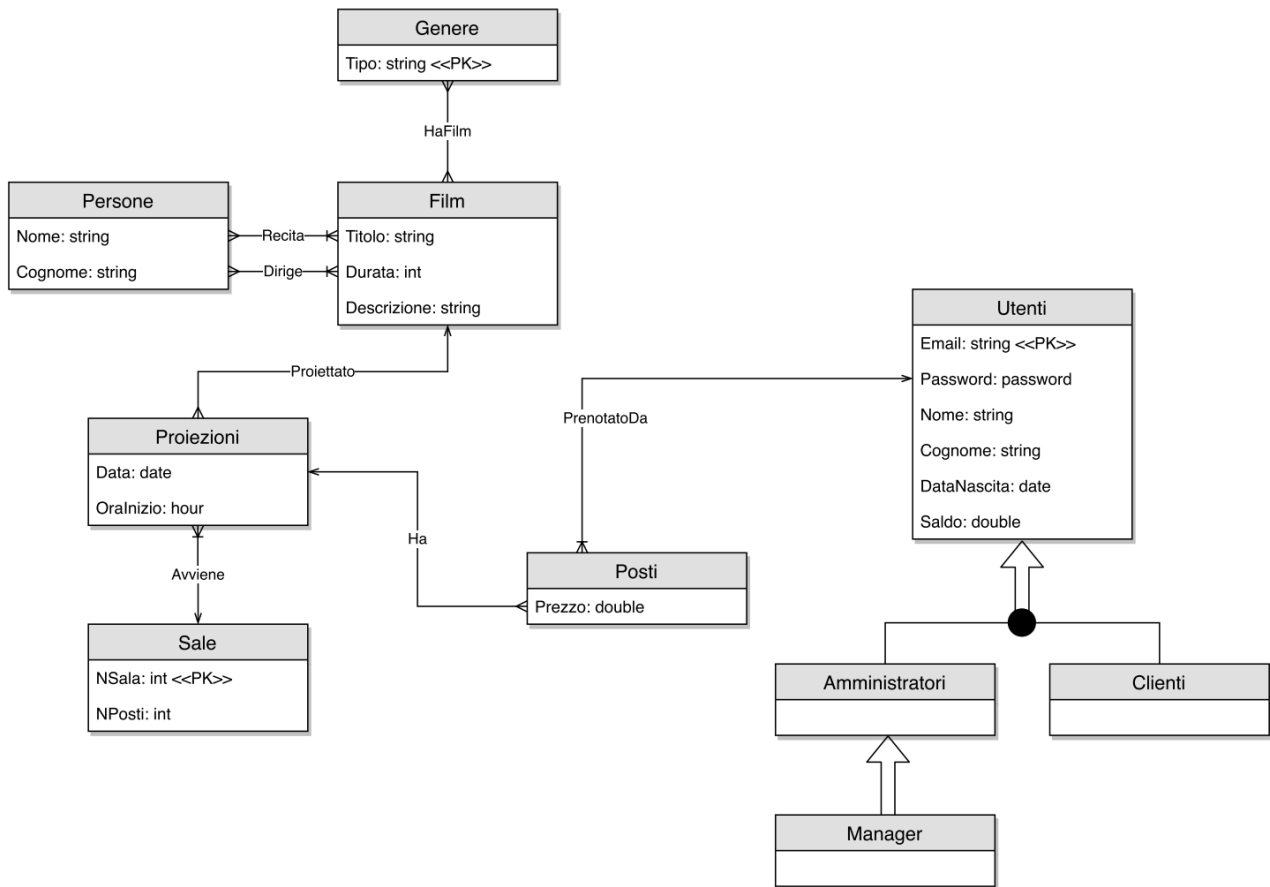 Genere
Tipo: string <<PK>>
HaFilm
Persone
Nome: string
Cognome: string
Recita
Dirige
Film
Titolo: string
Durata: int
Descrizione: string
Proiettato
Proiezioni
Data: date
OraInizio: hour
Avviene
Sale
NSala: int <<PK>>
NPosti: int
Ha
Posti
Prezzo: double
PrenotatoDa
Utenti
Email: string <<PK>>
Password: password
Nome: string
Cognome: string
DataNascita: date
Saldo: double
Amministratori
Clienti
Manager